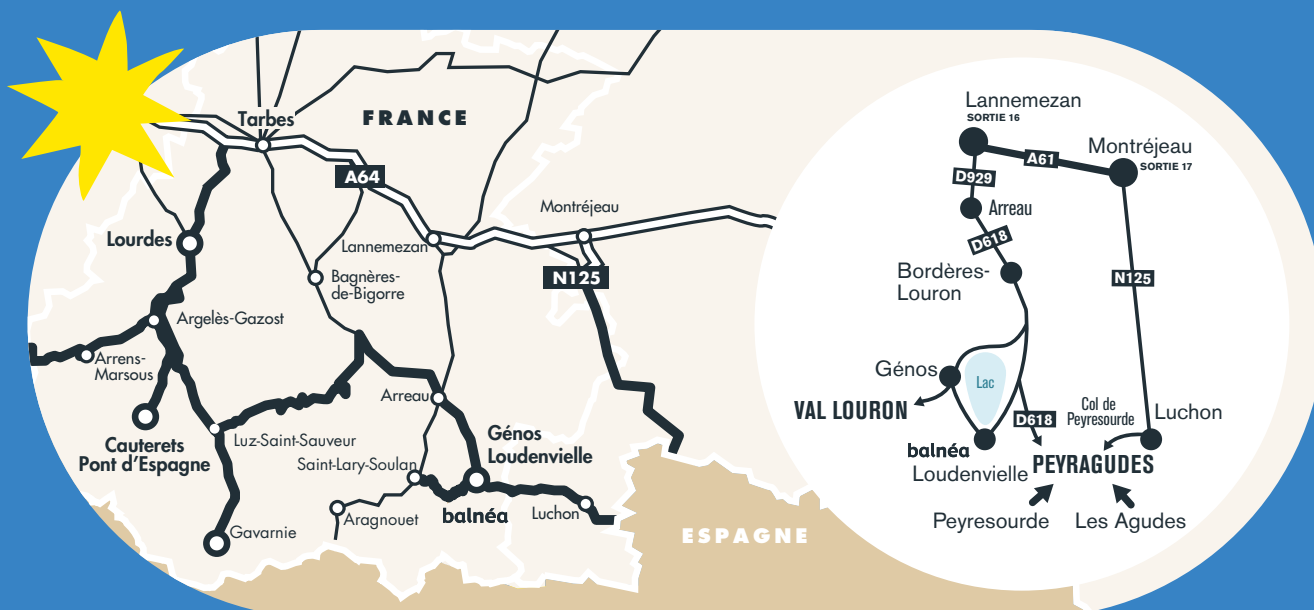 Tarbes
FRANCE
A64
Montréjeau
Lourdes
Lannemezan
Bagnères-
de-Bigorre
N125
Argelès-Gazost
Arrens-
Marsous
Arreau
Cauterets
Pont d'Espagne
Luz-Saint-Sauveur
Génos
Loudenvielle
Saint-Lary-Soulan
Aragnouet
balnéa
Luchon
Gavarnie
ESPAGNE
Lannemezan
SORTIE 16
Montréjeau
SORTIE 17
A61
D929
Arreau
D618
Bordères-
Louron
N125
Génos
Lac
VAL LOURON
D618
Col de
Peyresourde
Luchon
balnéa
Loudenvielle
PEYRAGUDES
Peyresourde
Les Agudes